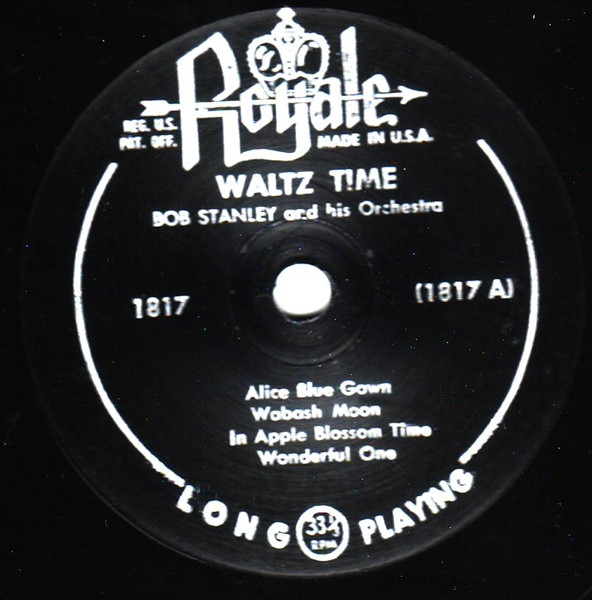 Royale
REG. U.S.
PAT. OFF.
MADE IN U.S.A.
WALTZ TIME
BOB STANLEY and his Orchestra
1817
(1817 A)
Alice Blue Gown
Wabash Moon
In Apple Blossom Time
Wonderful One
LONG PLAYING
33⅓
RPM